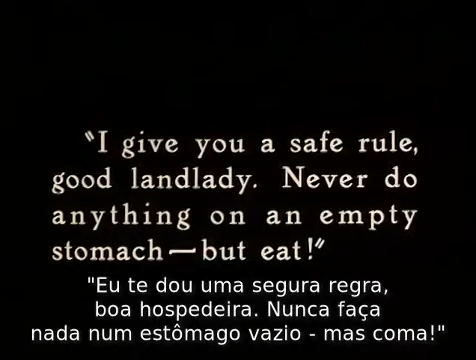 "I give you a safe rule,
good landlady. Never do
anything on an empty
stomach—but eat!"
"Eu te dou uma segura regra,
boa hospedeira. Nunca faça
nada num estômago vazio - mas coma!"